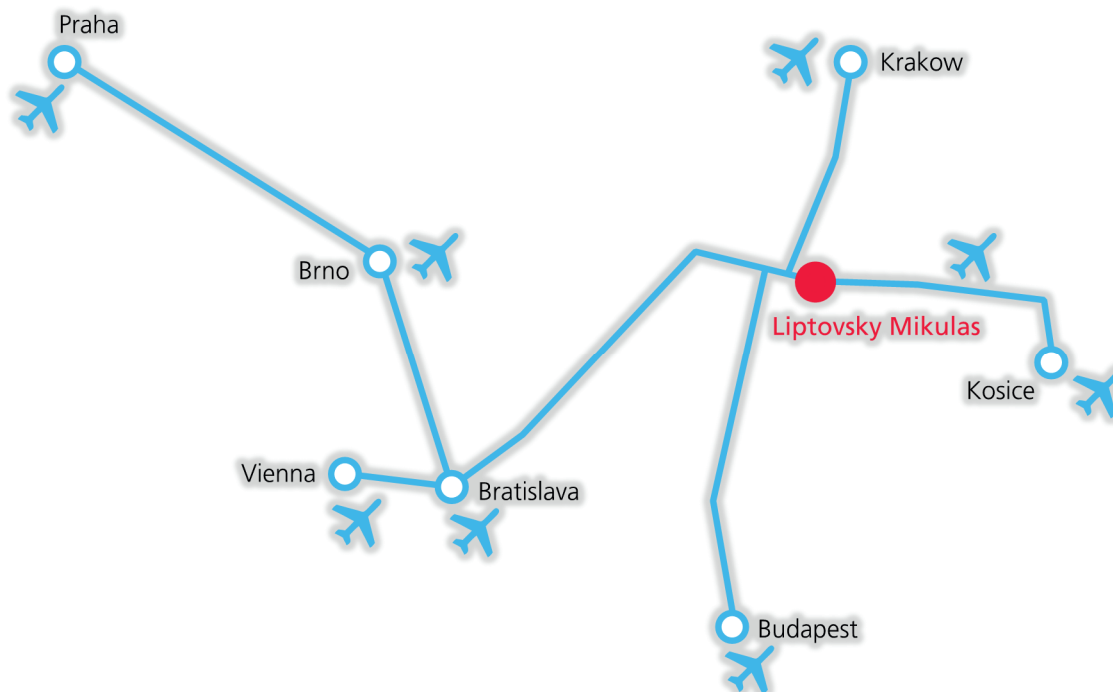 Praha
Krakow
Brno
Liptovsky Mikulas
Kosice
Vienna
Bratislava
Budapest